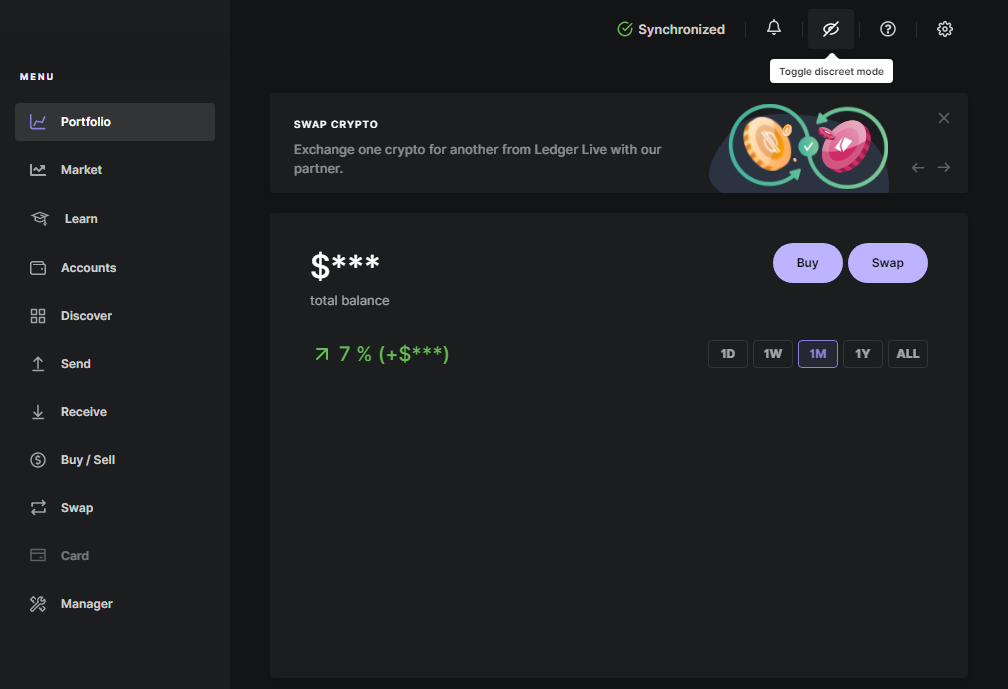 Synchronized
Toggle discreet mode
MENU
Portfolio
Market
Learn
Accounts
Discover
Send
Receive
Buy / Sell
Swap
Card
Manager
SWAP CRYPTO
Exchange one crypto for another from Ledger Live with our
partner.
$***
total balance
Buy
Swap
7 % (+$***)
1D
1W
1M
1Y
ALL